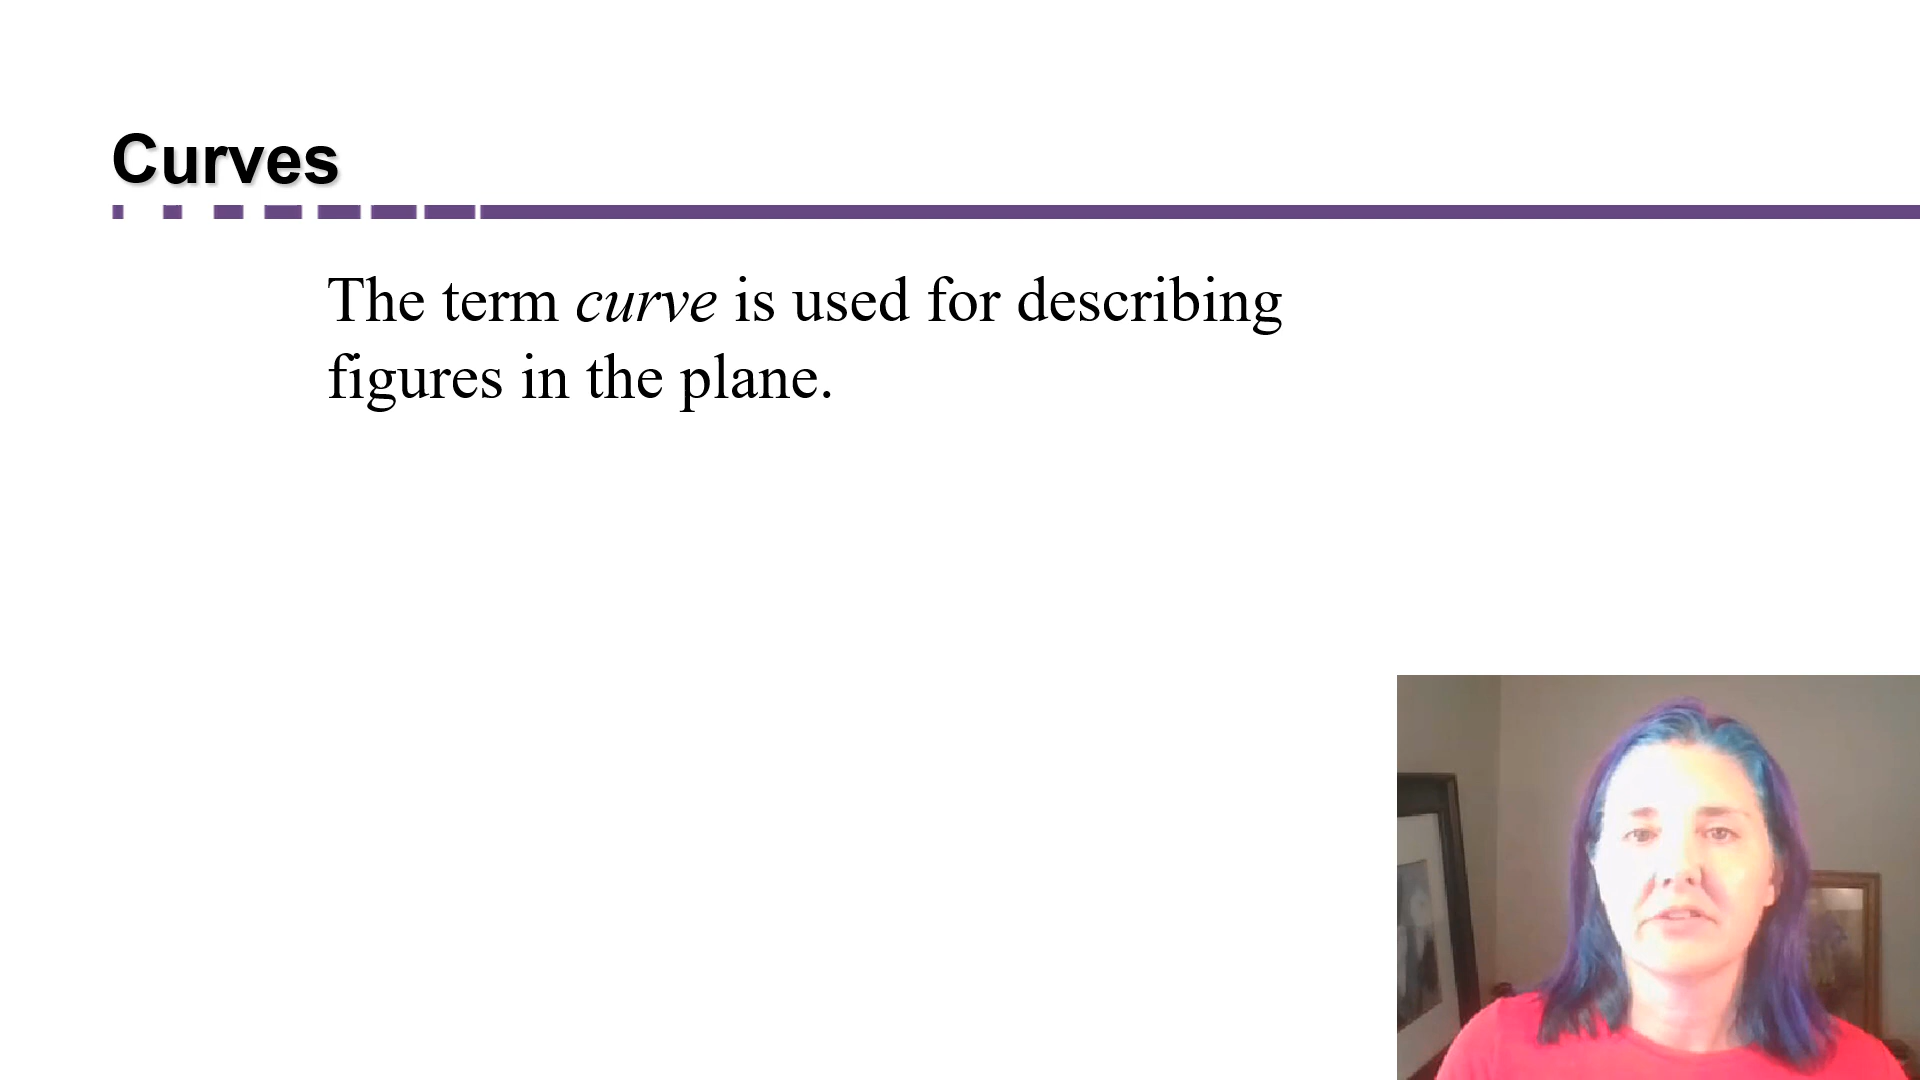 Curves
The term curve is used for describing
figures in the plane.